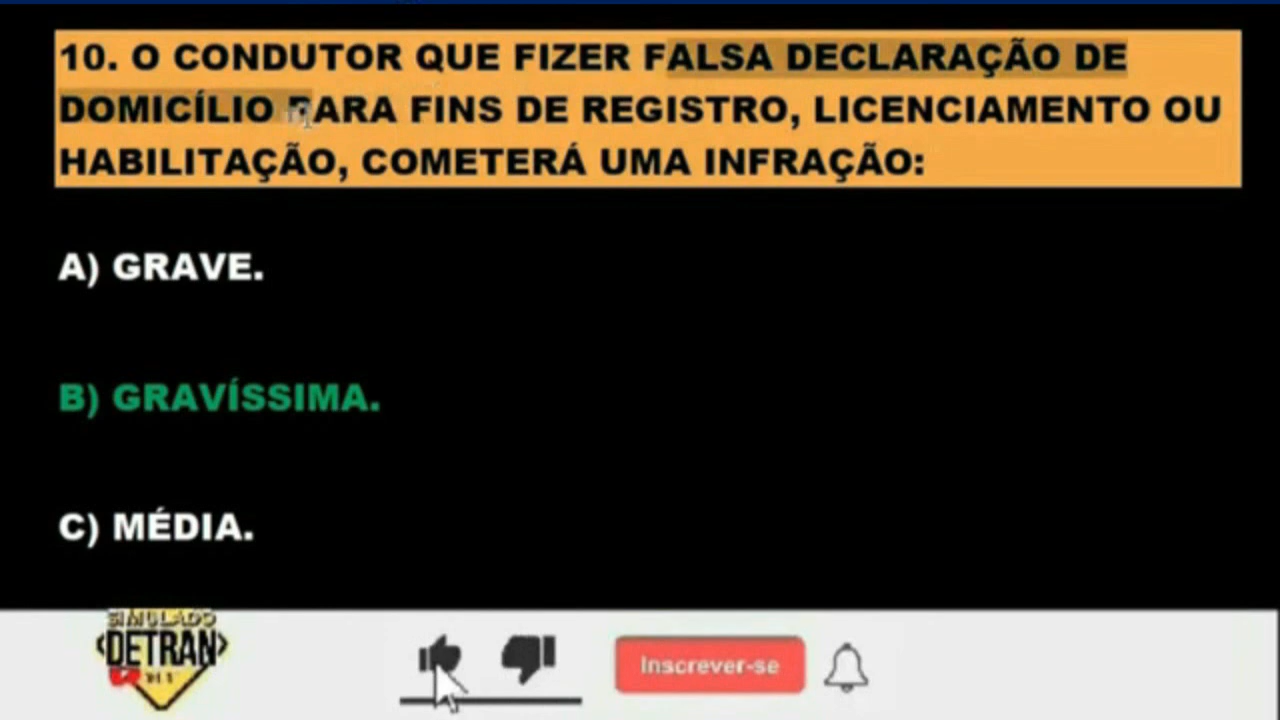 10. O CONDUTOR QUE FIZER FALSA DECLARAÇÃO DE
DOMICÍLIO PARA FINS DE REGISTRO, LICENCIAMENTO OU
HABILITAÇÃO, COMETERÁ UMA INFRAÇÃO:
A) GRAVE.
B) GRAVÍSSIMA.
C) MÉDIA.
SIMULADO
DETRAN
Inscrever-se